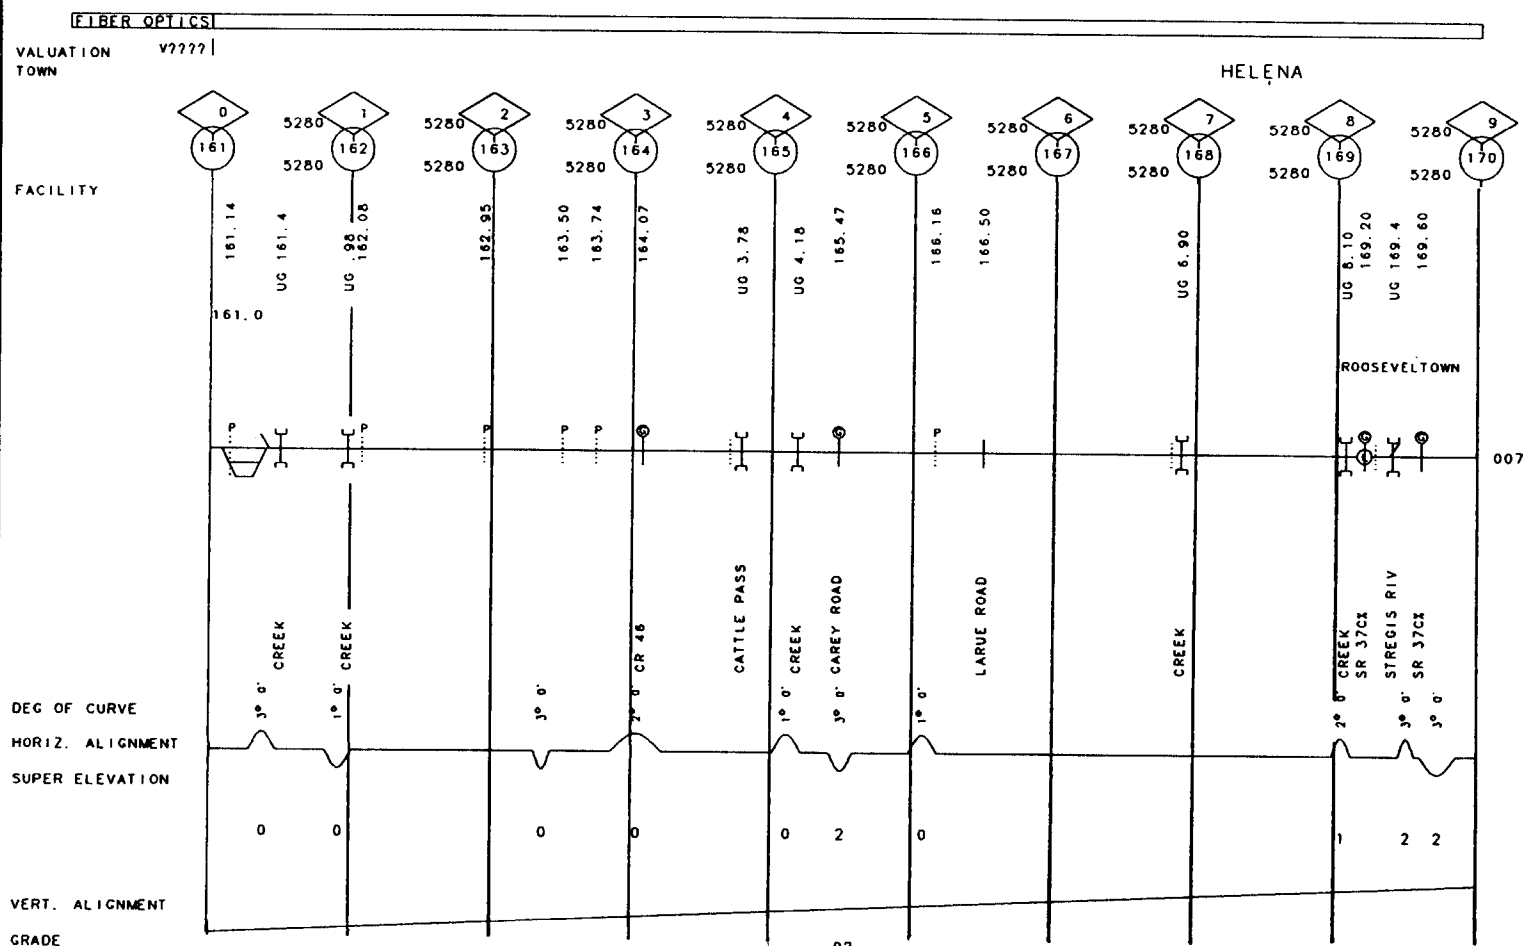 FIBER OPTICS
VALUATION V????
TOWN HELENA
0 1 2 3 4 5 6 7 8 9
5280 5280 5280 5280 5280 5280 5280 5280 5280
161 162 163 164 165 166 167 168 169 170
5280 5280 5280 5280 5280 5280 5280 5280 5280
FACILITY
161.14
UG 161.4
UG .98
162.08
162.95
163.50
163.74
164.07
UG 3.78
UG 4.18
165.47
166.16
166.50
UG 6.90
UG 8.10
169.20
UG 169.4
169.60
161.0
ROOSEVELTOWN
P P P P P G G P G G
007
CREEK
CREEK
CR 46
CATTLE PASS
CREEK
CAREY ROAD
LARUE ROAD
CREEK
CREEK
SR 37CX
STREGIS RIV
SR 37CX
DEG OF CURVE 3° 0' 1° 0' 3° 0' 2° 0' 1° 0' 3° 0' 1° 0' 2° 0' 3° 0' 3° 0'
HORIZ. ALIGNMENT
SUPER ELEVATION
0 0 0 0 0 2 0 1 2 2
VERT. ALIGNMENT
GRADE